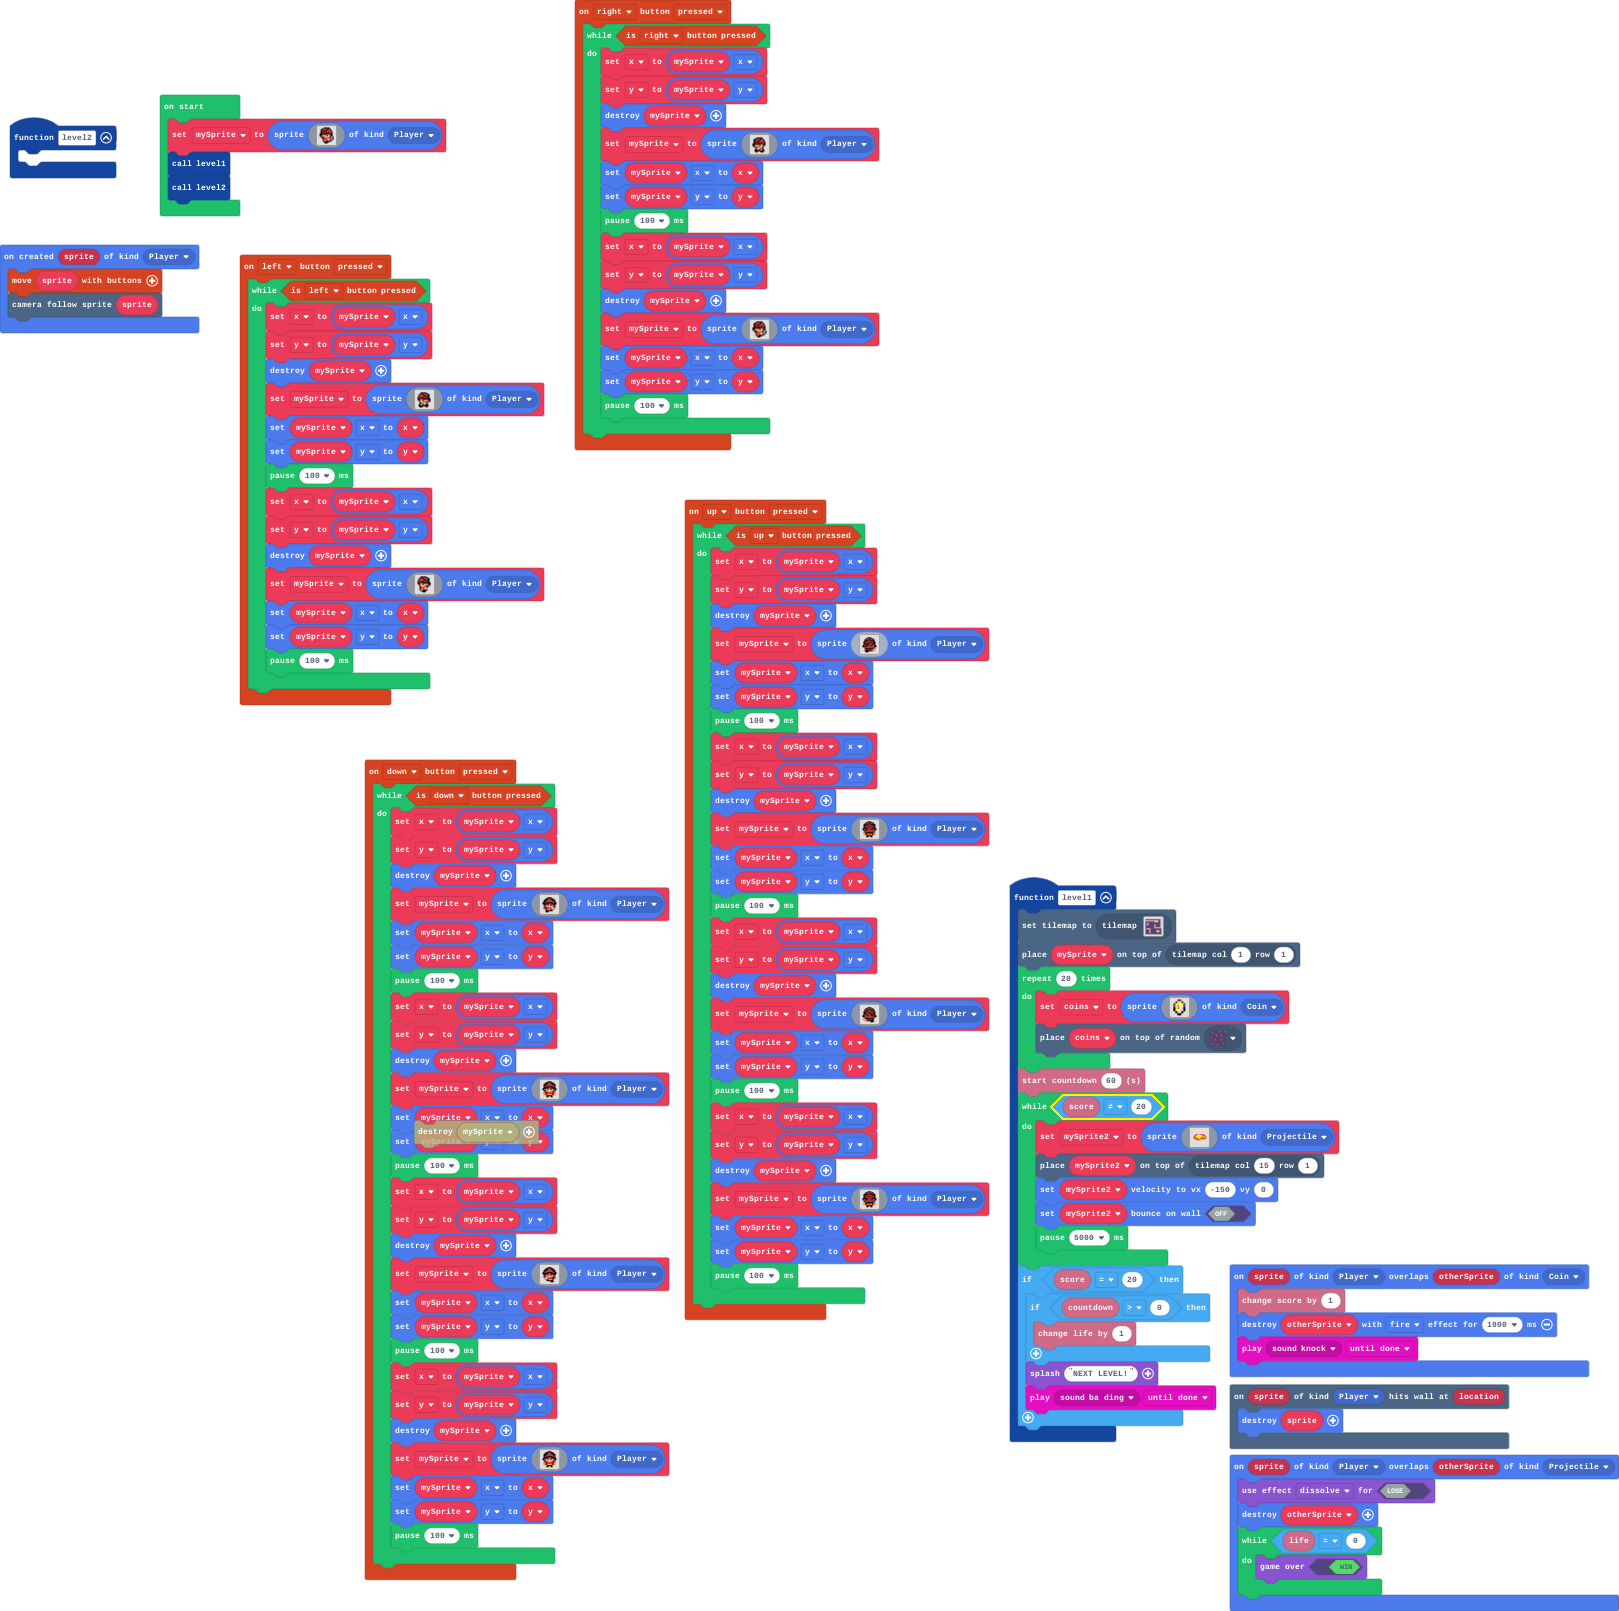 function level2
on start
set mySprite to sprite of kind Player
call level1
call level2
on created sprite of kind Player
move sprite with buttons
camera follow sprite sprite
on left button pressed
while is left button pressed
do
set x to mySprite x
set y to mySprite y
destroy mySprite
set mySprite to sprite of kind Player
set mySprite x to x
set mySprite y to y
pause 100 ms
set x to mySprite x
set y to mySprite y
destroy mySprite
set mySprite to sprite of kind Player
set mySprite x to x
set mySprite y to y
pause 100 ms
on right button pressed
while is right button pressed
do
set x to mySprite x
set y to mySprite y
destroy mySprite
set mySprite to sprite of kind Player
set mySprite x to x
set mySprite y to y
pause 100 ms
set x to mySprite x
set y to mySprite y
destroy mySprite
set mySprite to sprite of kind Player
set mySprite x to x
set mySprite y to y
pause 100 ms
on down button pressed
while is down button pressed
do
set x to mySprite x
set y to mySprite y
destroy mySprite
set mySprite to sprite of kind Player
set mySprite x to x
set mySprite y to y
pause 100 ms
set x to mySprite x
set y to mySprite y
destroy mySprite
set mySprite to sprite of kind Player
set mySprite x to x
destroy mySprite
set mySprite y to y
pause 100 ms
set x to mySprite x
set y to mySprite y
destroy mySprite
set mySprite to sprite of kind Player
set mySprite x to x
set mySprite y to y
pause 100 ms
set x to mySprite x
set y to mySprite y
destroy mySprite
set mySprite to sprite of kind Player
set mySprite x to x
set mySprite y to y
pause 100 ms
on up button pressed
while is up button pressed
do
set x to mySprite x
set y to mySprite y
destroy mySprite
set mySprite to sprite of kind Player
set mySprite x to x
set mySprite y to y
pause 100 ms
set x to mySprite x
set y to mySprite y
destroy mySprite
set mySprite to sprite of kind Player
set mySprite x to x
set mySprite y to y
pause 100 ms
set x to mySprite x
set y to mySprite y
destroy mySprite
set mySprite to sprite of kind Player
set mySprite x to x
set mySprite y to y
pause 100 ms
set x to mySprite x
set y to mySprite y
destroy mySprite
set mySprite to sprite of kind Player
set mySprite x to x
set mySprite y to y
pause 100 ms
function level1
set tilemap to tilemap
place mySprite on top of tilemap col 1 row 1
repeat 20 times
do
set coins to sprite of kind Coin
place coins on top of random
start countdown 60 (s)
while score ≠ 20
do
set mySprite2 to sprite of kind Projectile
place mySprite2 on top of tilemap col 15 row 1
set mySprite2 velocity to vx -150 vy 0
set mySprite2 bounce on wall OFF
pause 5000 ms
if score = 20 then
if countdown > 0 then
change life by 1
splash "NEXT LEVEL!"
play sound ba ding until done
on sprite of kind Player overlaps otherSprite of kind Coin
change score by 1
destroy otherSprite with fire effect for 1000 ms
play sound knock until done
on sprite of kind Player hits wall at location
destroy sprite
on sprite of kind Player overlaps otherSprite of kind Projectile
use effect dissolve for LOSE
destroy otherSprite
while life = 0
do
game over WIN